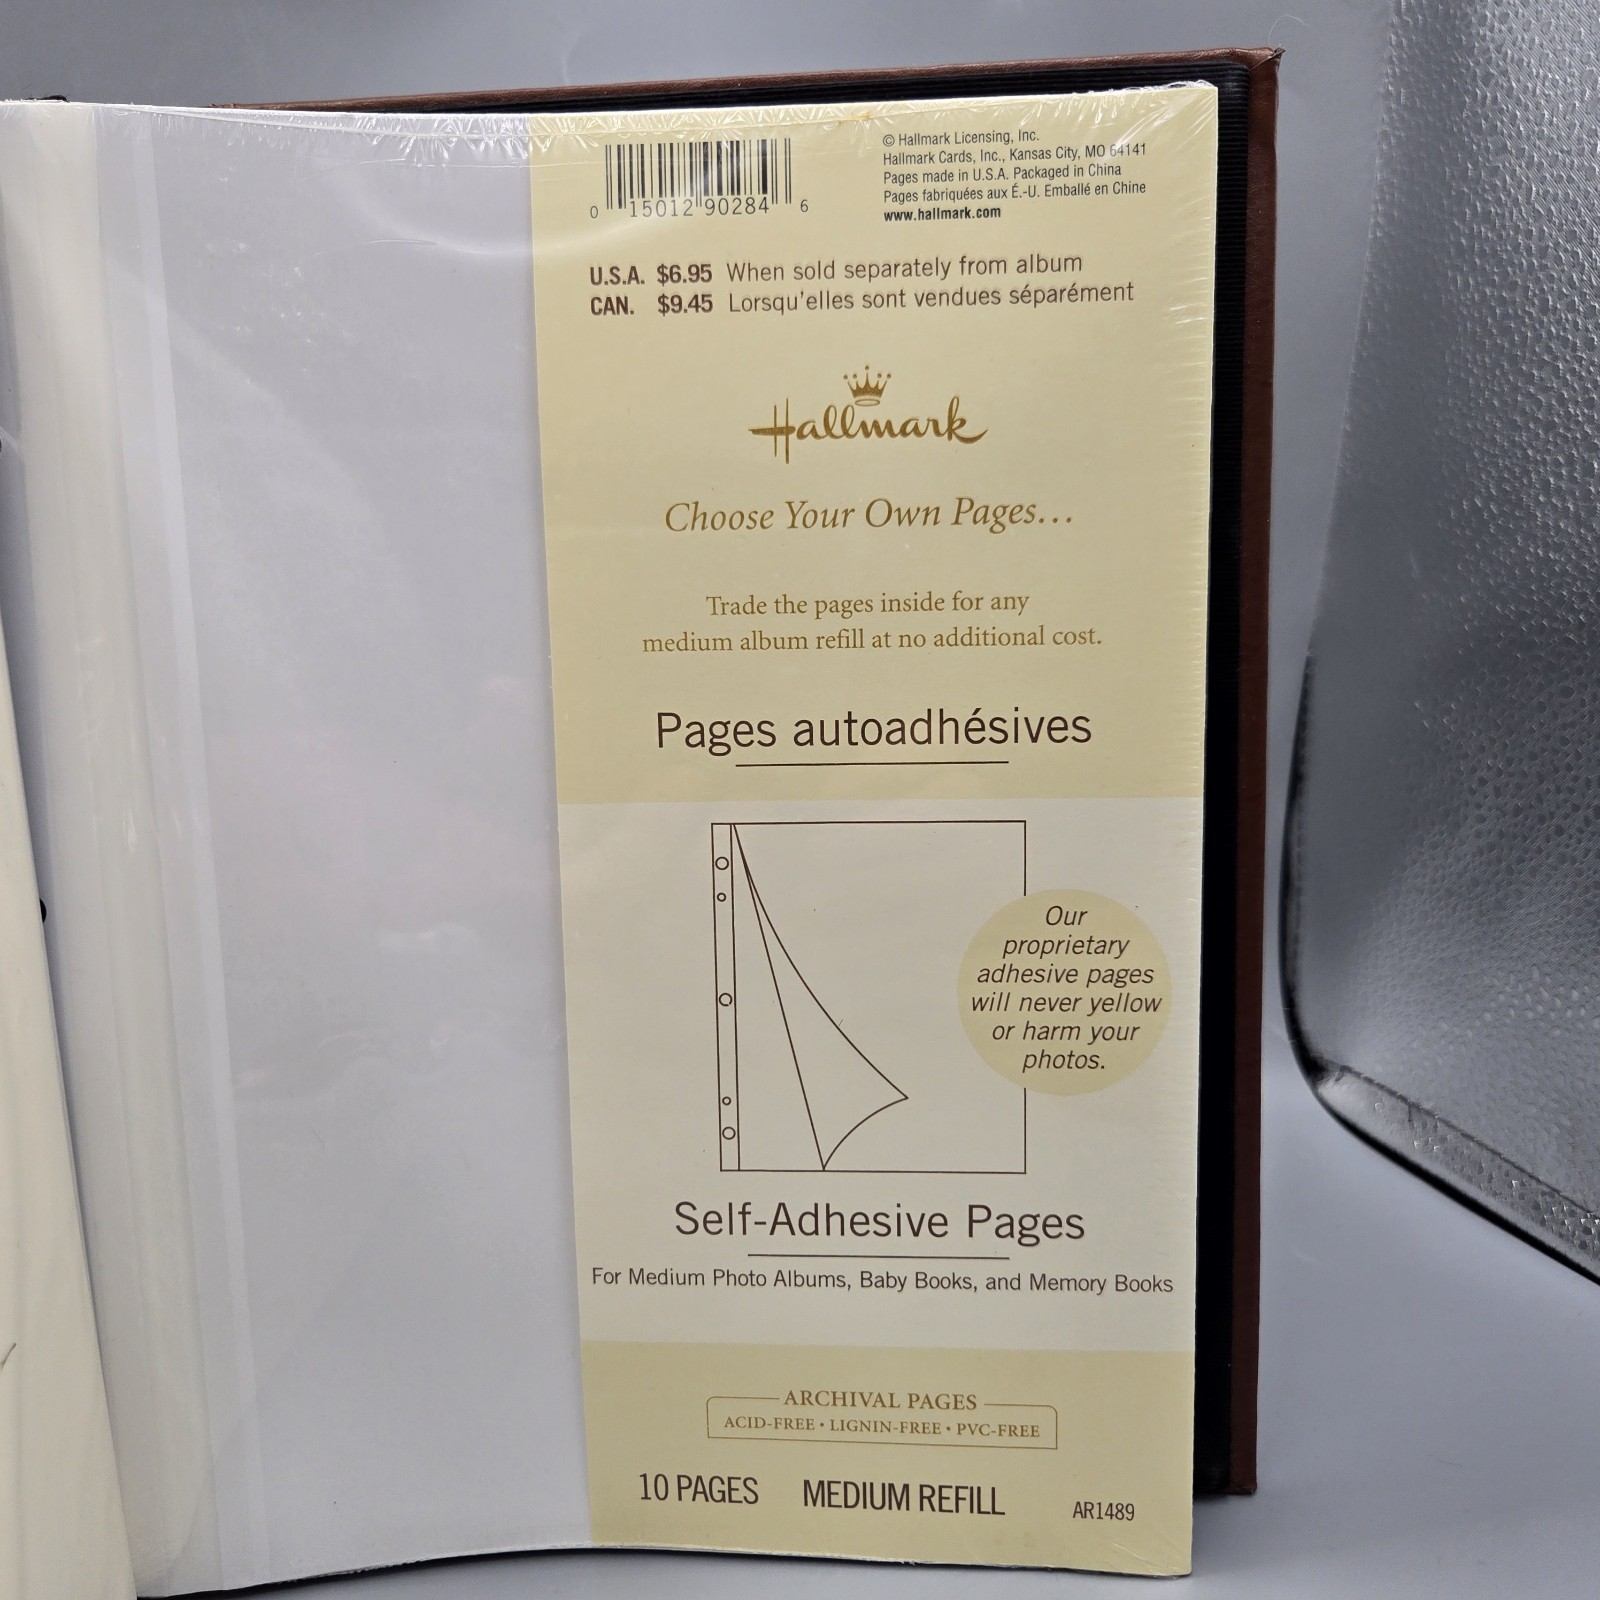 0 15012 90284 6
© Hallmark Licensing, Inc.
Hallmark Cards, Inc., Kansas City, MO 64141
Pages made in U.S.A. Packaged in China
Pages fabriquées aux É.-U. Emballé en Chine
www.hallmark.com
U.S.A. $6.95 When sold separately from album
CAN. $9.45 Lorsqu'elles sont vendues séparément
Hallmark
Choose Your Own Pages...
Trade the pages inside for any
medium album refill at no additional cost.
Pages autoadhésives
Our
proprietary
adhesive pages
will never yellow
or harm your
photos.
Self-Adhesive Pages
For Medium Photo Albums, Baby Books, and Memory Books
ARCHIVAL PAGES
ACID-FREE • LIGNIN-FREE • PVC-FREE
10 PAGES MEDIUM REFILL AR1489